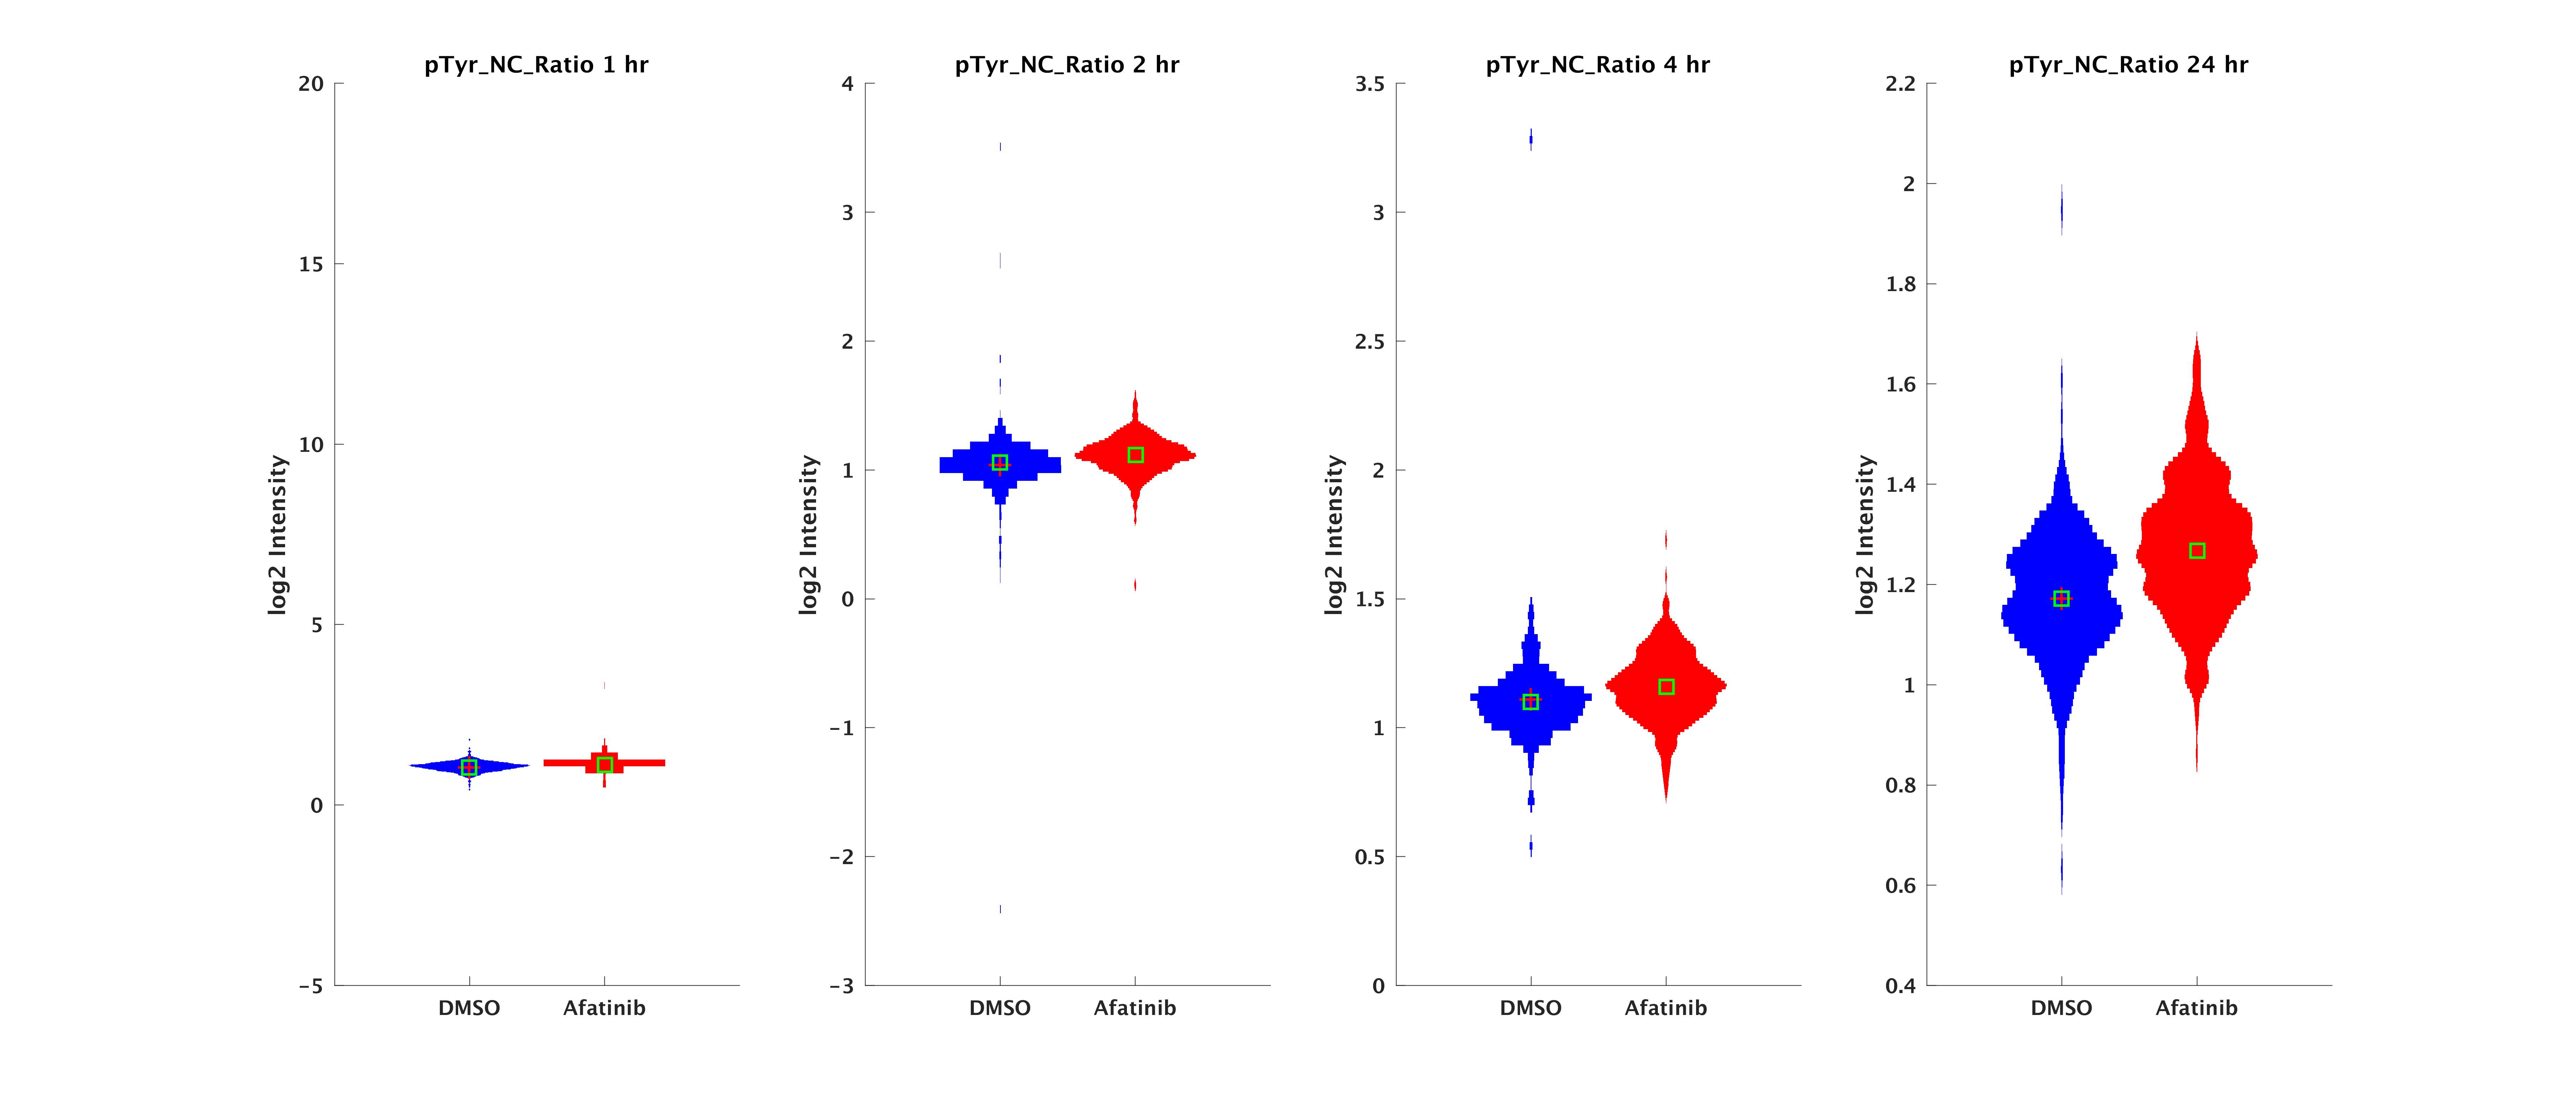 pTyr_NC_Ratio 1 hr
log2 Intensity
20
15
10
5
0
−5
DMSO
Afatinib
pTyr_NC_Ratio 2 hr
log2 Intensity
4
3
2
1
0
−1
−2
−3
DMSO
Afatinib
pTyr_NC_Ratio 4 hr
log2 Intensity
3.5
3
2.5
2
1.5
1
0.5
0
DMSO
Afatinib
pTyr_NC_Ratio 24 hr
log2 Intensity
2.2
2
1.8
1.6
1.4
1.2
1
0.8
0.6
0.4
DMSO
Afatinib